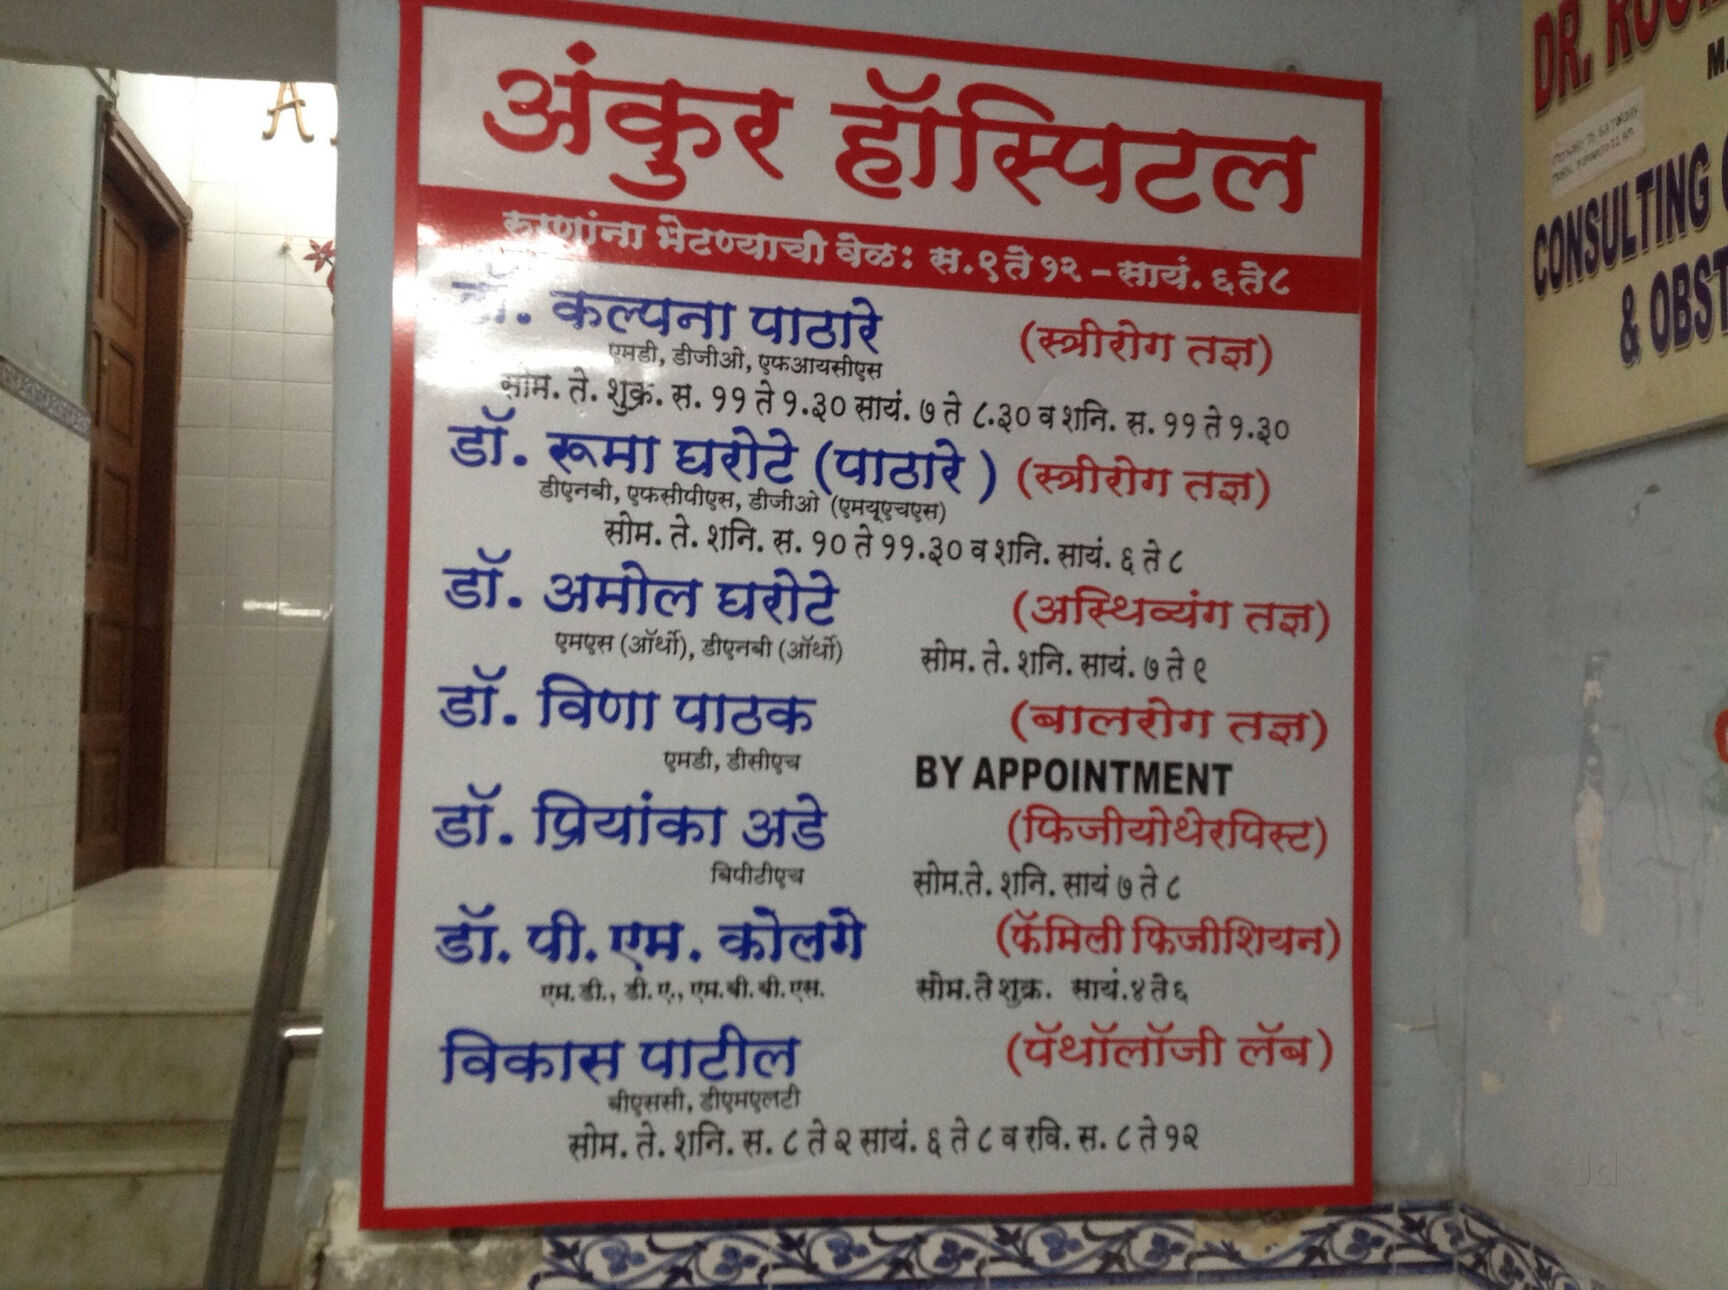 अंकुर हॉस्पिटल
रुग्णांना भेटण्याची वेळ: स.९ ते १२ – सायं. ६ ते ८
डॉ. कल्पना पाठारे (स्त्रीरोग तज्ञ)
एमडी, डीजीओ, एफआयसीएस
सोम. ते. शुक्र. स. ११ ते १.३० सायं. ७ ते ८.३० व शनि. स. ११ ते १.३०
डॉ. रूमा घरोटे (पाठारे ) (स्त्रीरोग तज्ञ)
डीएनबी, एफसीपीएस, डीजीओ (एमयूएचएस)
सोम. ते. शनि. स. १० ते ११.३० व शनि. सायं. ६ ते ८
डॉ. अमोल घरोटे (अस्थिव्यंग तज्ञ)
एमएस (ऑर्थो), डीएनबी (ऑर्थो) सोम. ते. शनि. सायं. ७ ते ९
डॉ. विणा पाठक (बालरोग तज्ञ)
एमडी, डीसीएच BY APPOINTMENT
डॉ. प्रियांका अडे (फिजीयोथेरपिस्ट)
बिपीटीएच सोम.ते. शनि. सायं ७ ते ८
डॉ. पी. एम. कोलगे (फॅमिली फिजीशियन)
एम.डी., डी.ए., एम.बी.बी.एस. सोम.ते शुक्र. सायं.४ ते ६
विकास पाटील (पॅथॉलॉजी लॅब)
बीएससी, डीएमएलटी
सोम. ते. शनि. स. ८ ते २ सायं. ६ ते ८ व रवि. स. ८ ते १२
DR.
CONSULTING
&
Jd